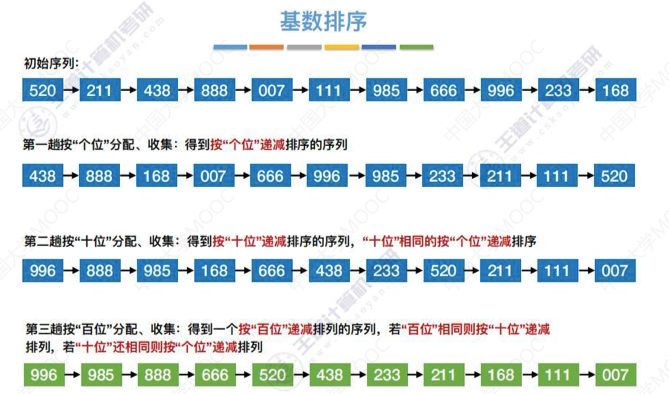 基数排序
初始序列:
520 211 438 888 007 111 985 666 996 233 168
第一趟按“个位”分配、收集：得到按“个位”递减排序的序列
438 888 168 007 666 996 985 233 211 111 520
第二趟按“十位”分配、收集：得到按“十位”递减排序的序列，“十位”相同的按“个位”递减排序
996 888 985 168 666 438 233 520 211 111 007
第三趟按“百位”分配、收集：得到一个按“百位”递减排列的序列，若“百位”相同则按“十位”递减
排列，若“十位”还相同则按“个位”递减排列
996 985 888 666 520 438 233 211 168 111 007